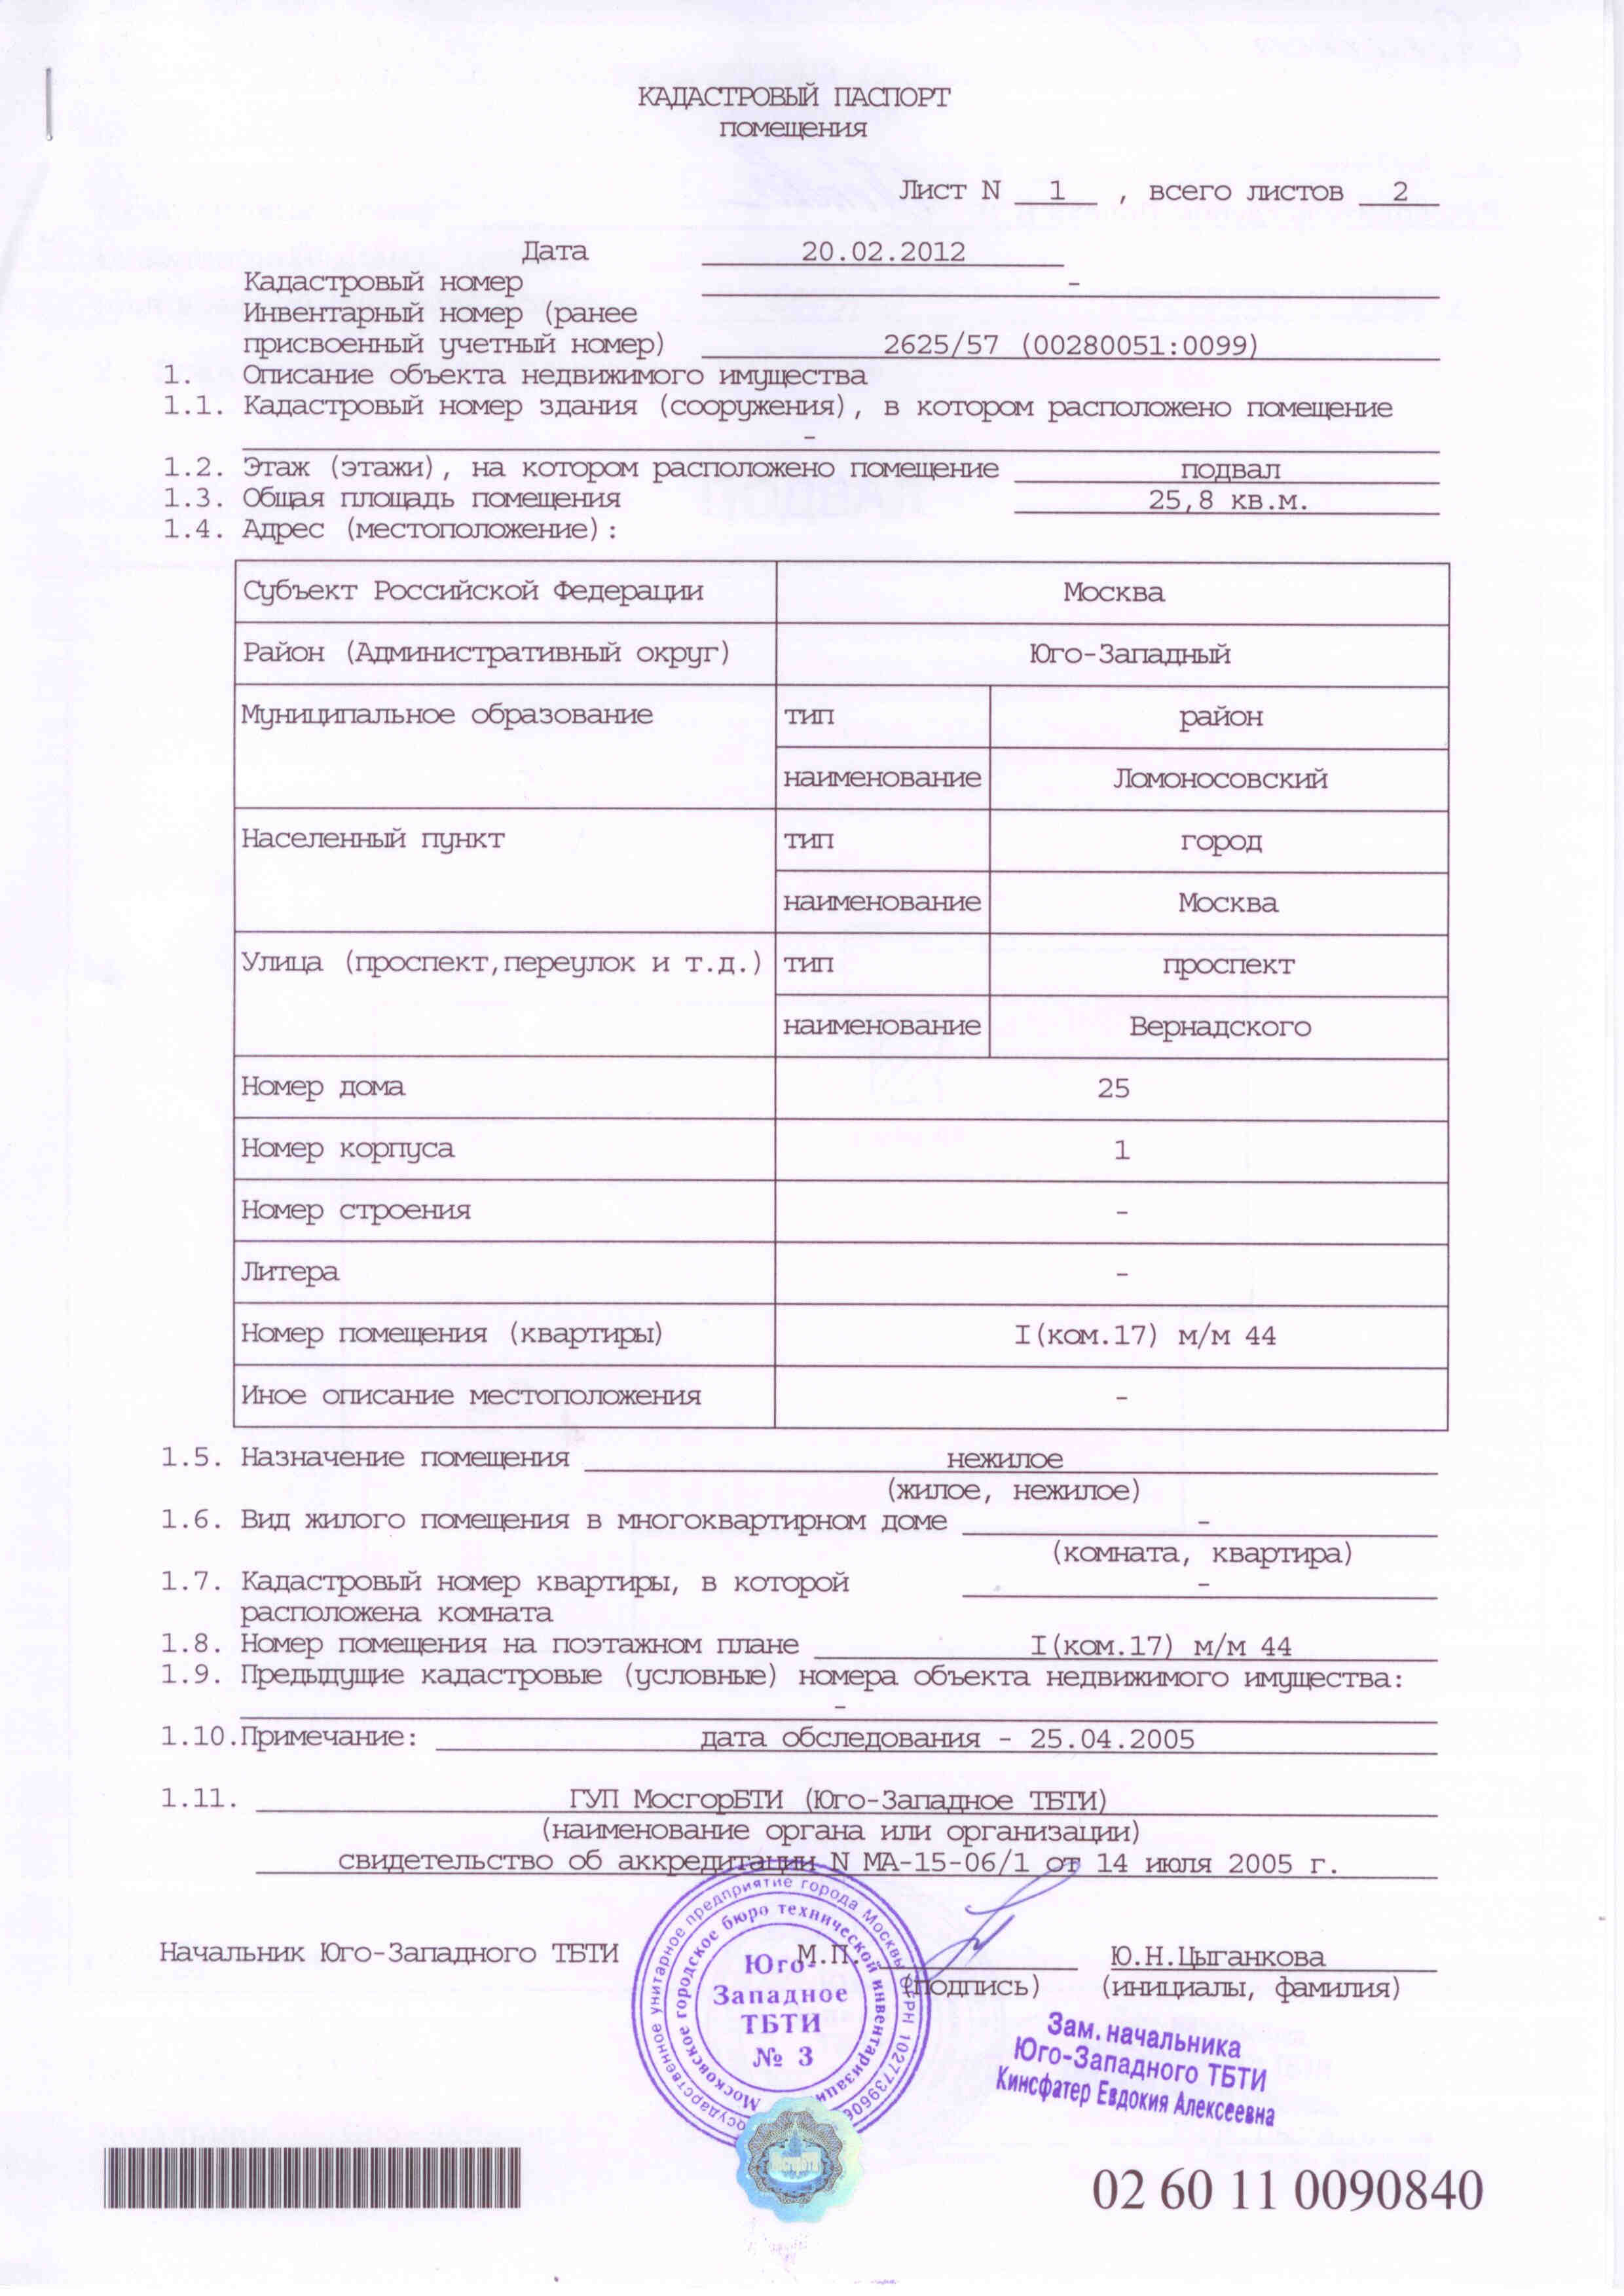 КАДАСТРОВЫЙ ПАСПОРТ
помещения
Лист N 1 , всего листов 2
Дата 20.02.2012
Кадастровый номер -
Инвентарный номер (ранее
присвоенный учетный номер) 2625/57 (00280051:0099)
1. Описание объекта недвижимого имущества
1.1. Кадастровый номер здания (сооружения), в котором расположено помещение
-
1.2. Этаж (этажи), на котором расположено помещение подвал
1.3. Общая площадь помещения 25,8 кв.м.
1.4. Адрес (местоположение):
Субъект Российской Федерации Москва
Район (Административный округ) Юго-Западный
Муниципальное образование тип район
наименование Ломоносовский
Населенный пункт тип город
наименование Москва
Улица (проспект,переулок и т.д.) тип проспект
наименование Вернадского
Номер дома 25
Номер корпуса 1
Номер строения -
Литера -
Номер помещения (квартиры) I(ком.17) м/м 44
Иное описание местоположения -
1.5. Назначение помещения нежилое
(жилое, нежилое)
1.6. Вид жилого помещения в многоквартирном доме -
(комната, квартира)
1.7. Кадастровый номер квартиры, в которой -
расположена комната
1.8. Номер помещения на поэтажном плане I(ком.17) м/м 44
1.9. Предыдущие кадастровые (условные) номера объекта недвижимого имущества:
-
1.10.Примечание: дата обследования - 25.04.2005
1.11. ГУП МосгорБТИ (Юго-Западное ТБТИ)
(наименование органа или организации)
свидетельство об аккредитации N МА-15-06/1 от 14 июля 2005 г.
Начальник Юго-Западного ТБТИ М.П. Ю.Н.Цыганкова
(подпись) (инициалы, фамилия)
унитарное предприятие города Москвы
Московское городское бюро технической
Юго-
Западное
ТБТИ
№ 3
Зам. начальника
Юго-Западного ТБТИ
Кинсфатер Евдокия Алексеевна
02 60 11 0090840